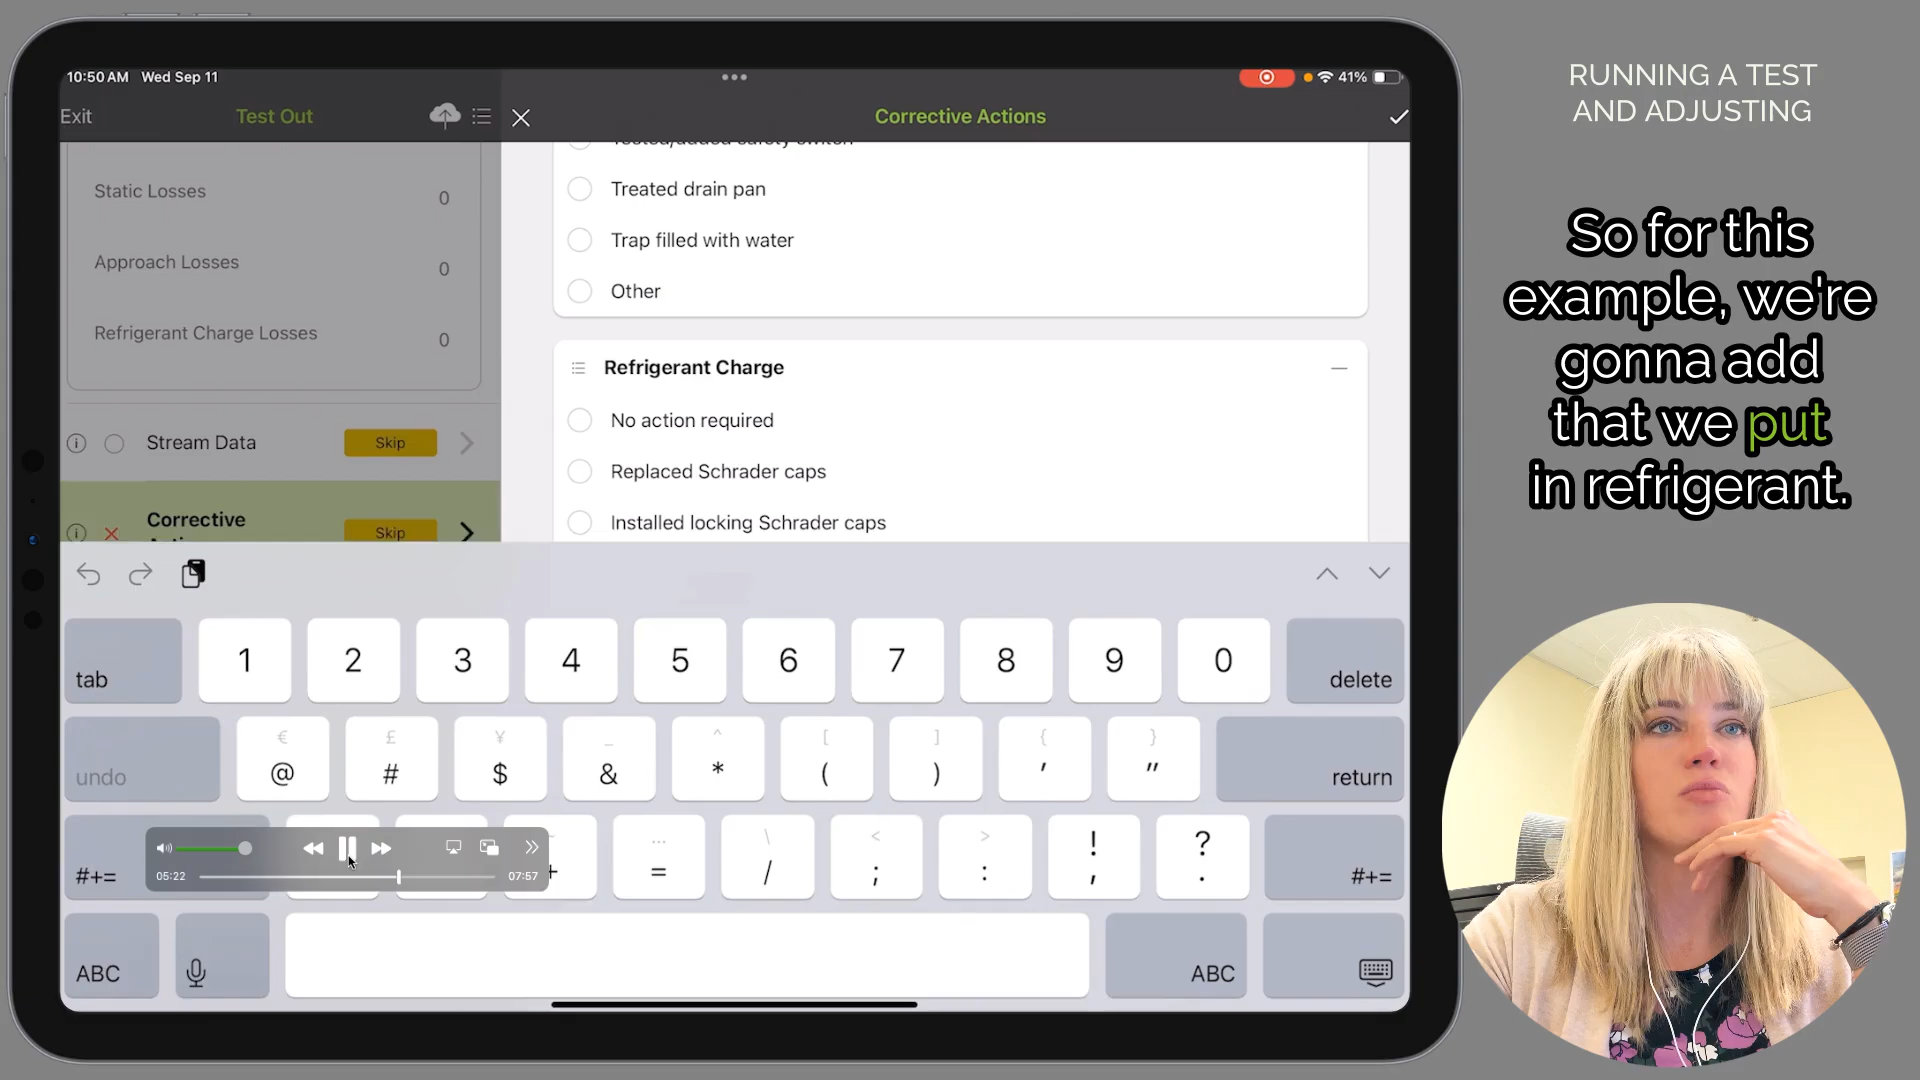 10:50 AM Wed Sep 11
41%
Exit
Test Out
Corrective Actions
Static Losses 0
Approach Losses 0
Refrigerant Charge Losses 0
Stream Data Skip
Corrective
Skip
Tested/added safety switch
Treated drain pan
Trap filled with water
Other
Refrigerant Charge
No action required
Replaced Schrader caps
Installed locking Schrader caps
tab 1 2 3 4 5 6 7 8 9 0 delete
€ £ ¥ _ ^ [ ] { }
undo @ # $ & * ( ) ' " return
… \ < >
#+= + = / ; : ! , ? . #+=
05:22 07:57
ABC ABC
RUNNING A TEST
AND ADJUSTING
So for this
example, we're
gonna add
that we put
in refrigerant.